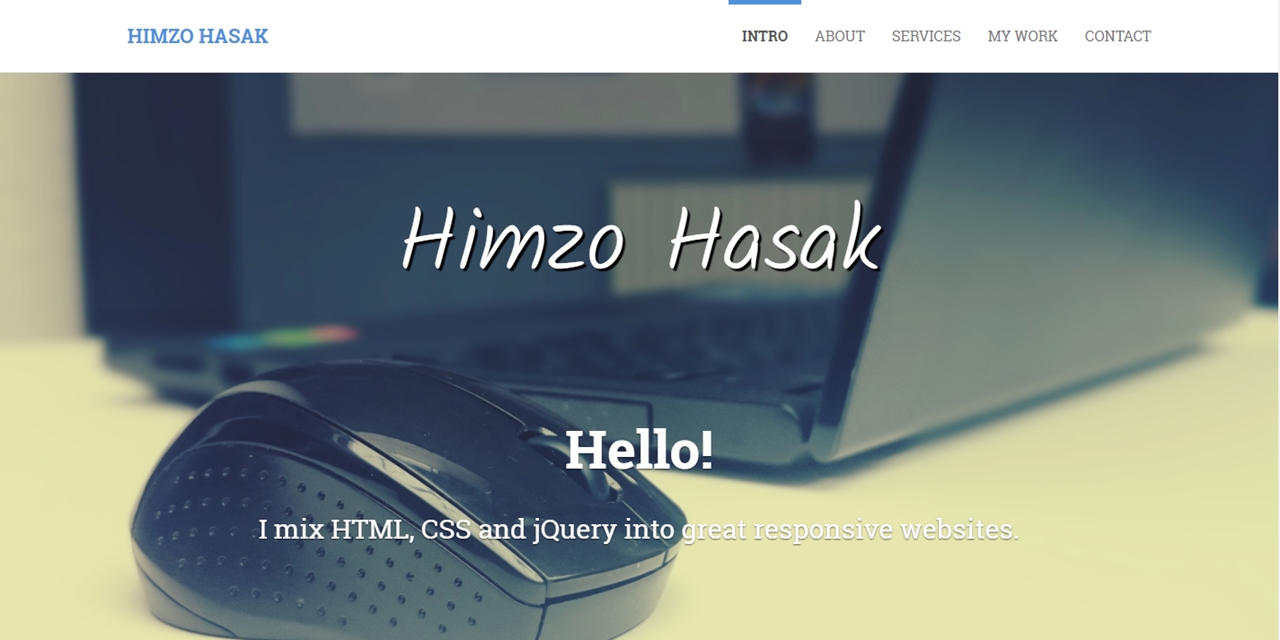 HIMZO HASAK
INTRO ABOUT SERVICES MY WORK CONTACT
Himzo Hasak
Hello!
I mix HTML, CSS and jQuery into great responsive websites.